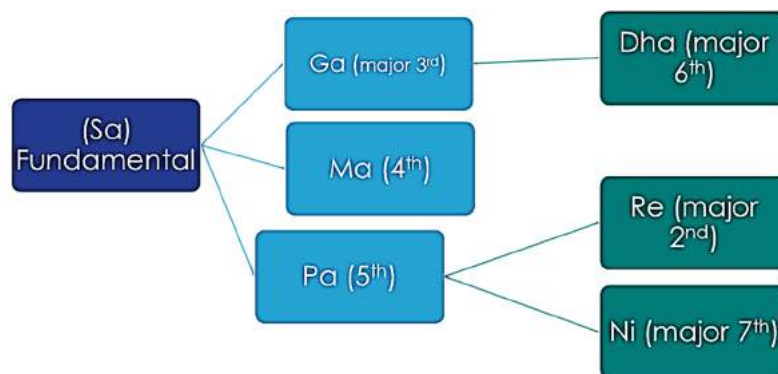 (Sa)
Fundamental
Ga (major 3rd)
Ma (4th)
Pa (5th)
Dha (major
6th)
Re (major
2nd)
Ni (major 7th)